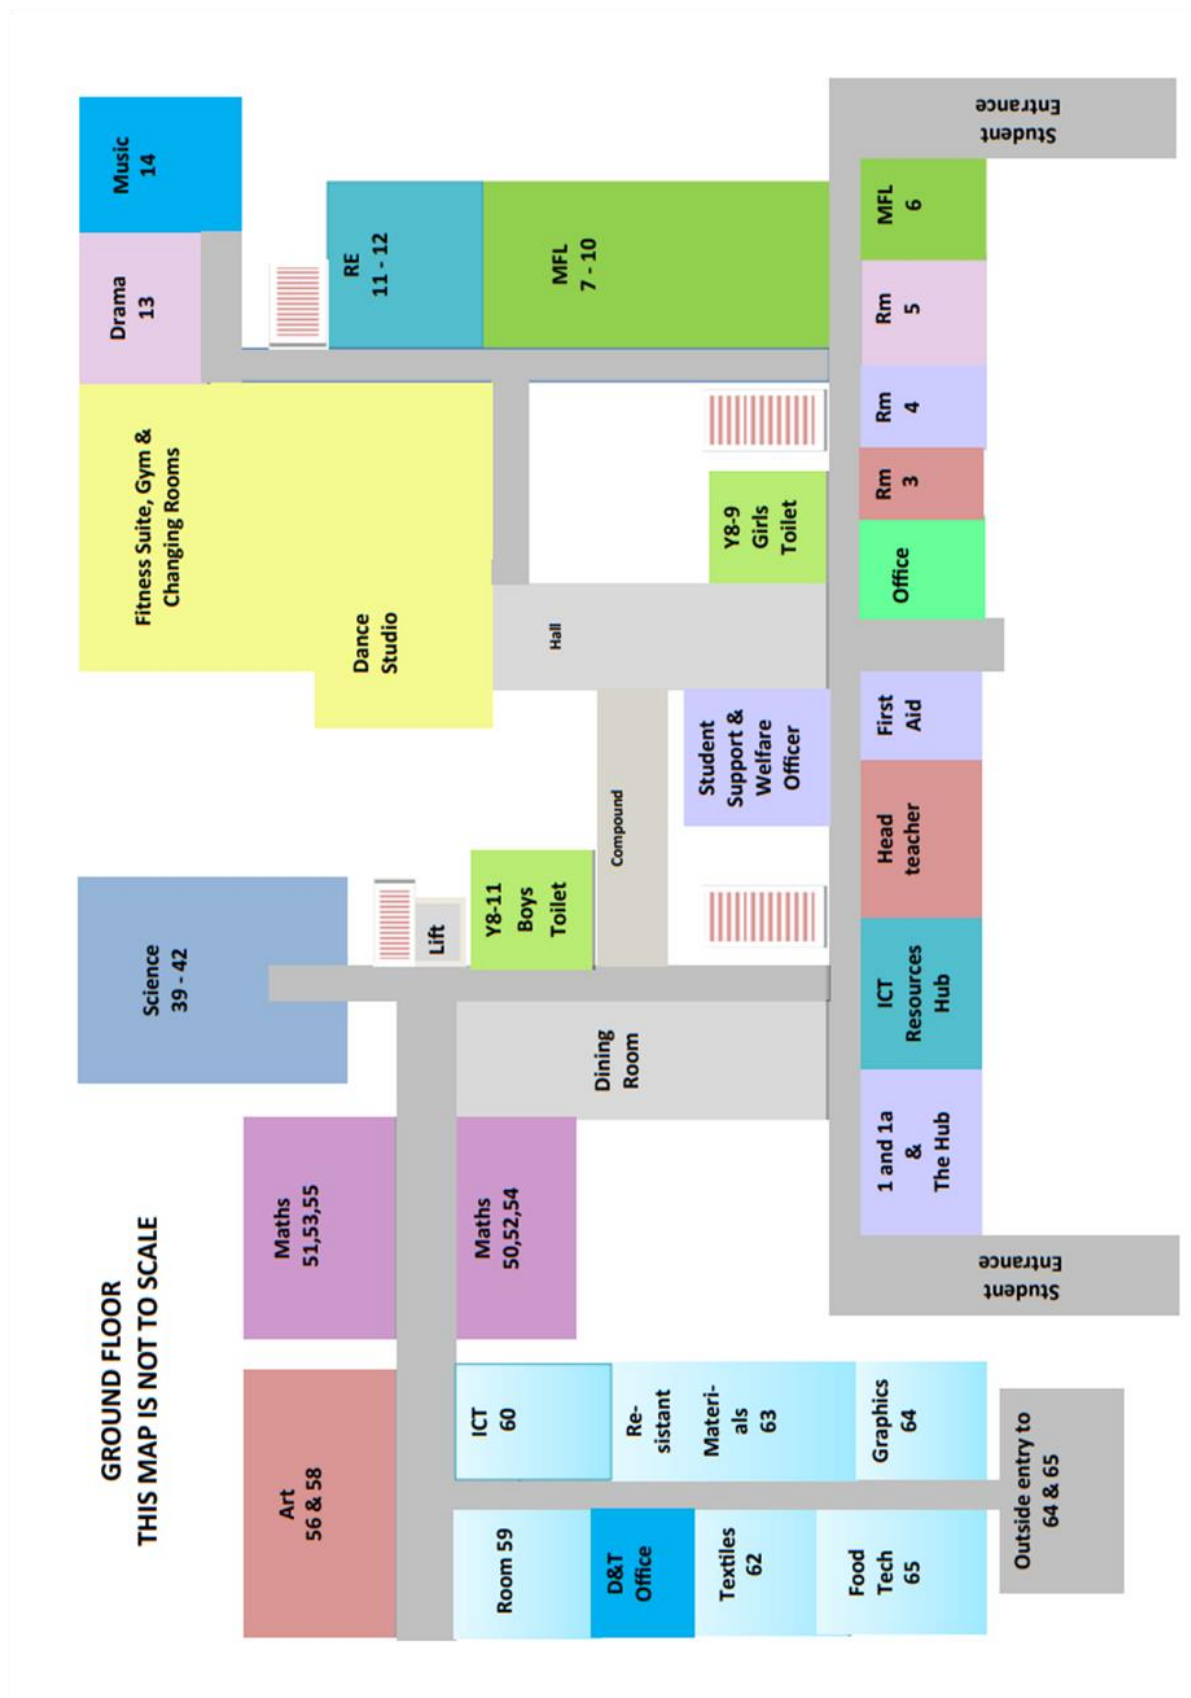 GROUND FLOOR
THIS MAP IS NOT TO SCALE
Art
56 & 58
Maths
51,53,55
Science
39 - 42
Fitness Suite, Gym &
Changing Rooms
Drama
13
Music
14
Dance
Studio
RE
11 - 12
MFL
7 - 10
Room 59
ICT
60
Maths
50,52,54
Lift
Y8-11
Boys
Toilet
Hall
D&T
Office
Re-
sistant
Materi-
als
63
Dining
Room
Compound
Textiles
62
Student
Support &
Welfare
Officer
Y8-9
Girls
Toilet
Food
Tech
65
Graphics
64
1 and 1a
&
The Hub
ICT
Resources
Hub
Head
teacher
First
Aid
Office
Rm
3
Rm
4
Rm
5
MFL
6
Outside entry to
64 & 65
Student
Entrance
Student
Entrance